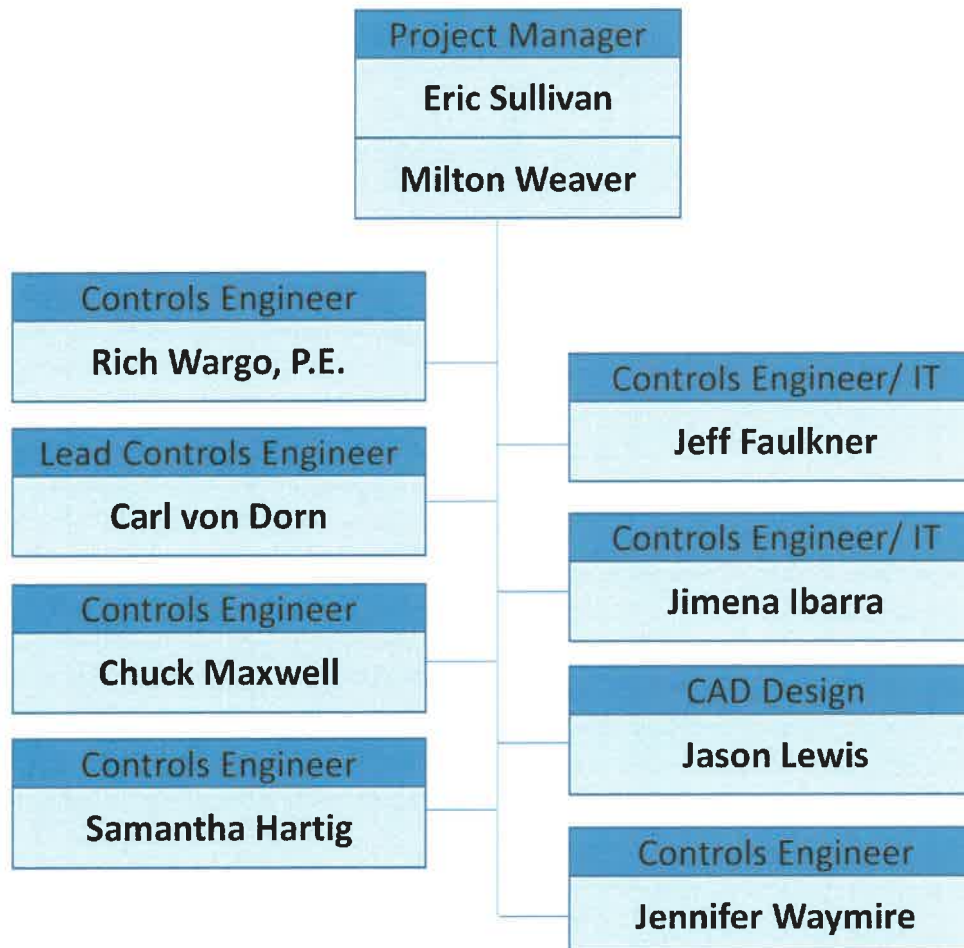 Project Manager
Eric Sullivan
Milton Weaver
Controls Engineer
Rich Wargo, P.E.
Lead Controls Engineer
Carl von Dorn
Controls Engineer
Chuck Maxwell
Controls Engineer
Samantha Hartig
Controls Engineer/ IT
Jeff Faulkner
Controls Engineer/ IT
Jimena Ibarra
CAD Design
Jason Lewis
Controls Engineer
Jennifer Waymire